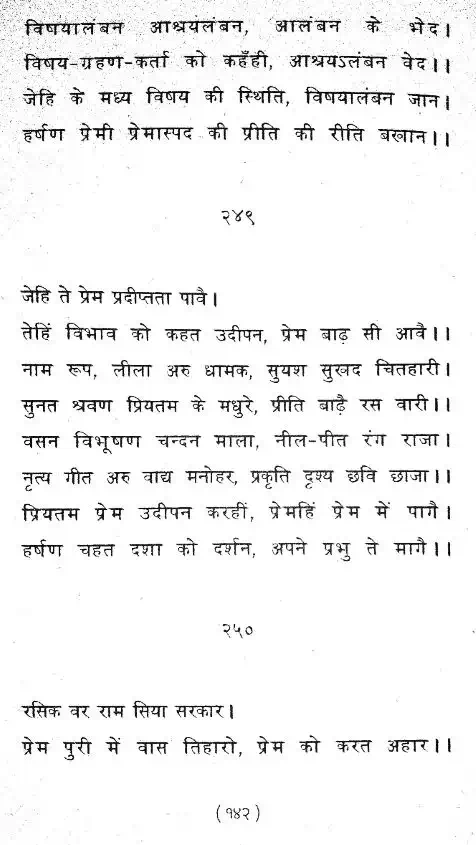 विषयालंबन आश्रयलंबन, आलंबन के भेद।
विषय-ग्रहण-कर्ता को कहँही, आश्रयऽलंबन वेद।।
जेहि के मध्य विषय की स्थिति, विषयालंबन जान।
हर्षण प्रेमी प्रेमास्पद की प्रीति की रीति बखान।।
२४९
जेहि ते प्रेम प्रदीप्तता पावै।
तेहिं विभाव को कहत उदीपन, प्रेम बाढ़ सी आवै।।
नाम रूप, लीला अरु धामक, सुयश सुखद चितहारी।
सुनत श्रवण प्रियतम के मधुरे, प्रीति बाढ़ै रस वारी।।
वसन विभूषण चन्दन माला, नील-पीत रंग राजा।
नृत्य गीत अरु वाद्य मनोहर, प्रकृति दृश्य छवि छाजा।।
प्रियतम प्रेम उदीपन करहीं, प्रेमहिं प्रेम में पागै।
हर्षण चहत दशा को दर्शन, अपने प्रभु ते मागै।।
२५०
रसिक वर राम सिया सरकार।
प्रेम पुरी में वास तिहारो, प्रेम को करत अहार।।
(१४२)